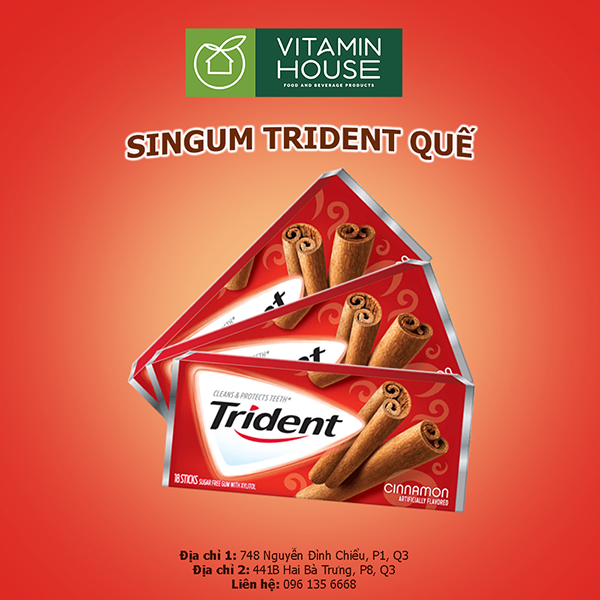 VITAMIN
HOUSE
FOOD AND BEVERAGE PRODUCTS
SINGUM TRIDENT QUẾ
CLEANS & PROTECTS TEETH*
Trident
18 STICKS SUGAR FREE GUM WITH XYLITOL
CINNAMON
ARTIFICIALLY FLAVORED
Địa chỉ 1: 748 Nguyễn Đình Chiểu, P1, Q3
Địa chỉ 2: 441B Hai Bà Trưng, P8, Q3
Liên hệ: 096 135 6668